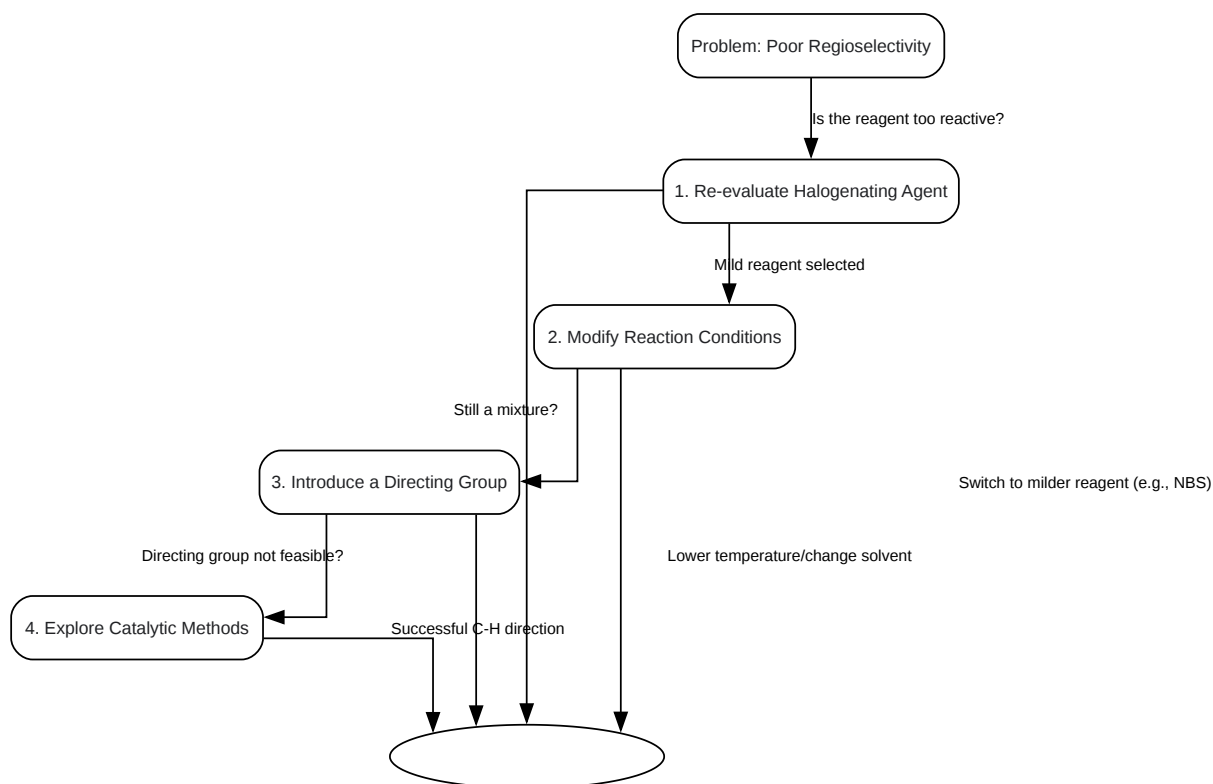 Problem: Poor Regioselectivity
Is the reagent too reactive?
1. Re-evaluate Halogenating Agent
Mild reagent selected
2. Modify Reaction Conditions
Still a mixture?
3. Introduce a Directing Group
Switch to milder reagent (e.g., NBS)
Directing group not feasible?
Lower temperature/change solvent
4. Explore Catalytic Methods
Successful C-H direction